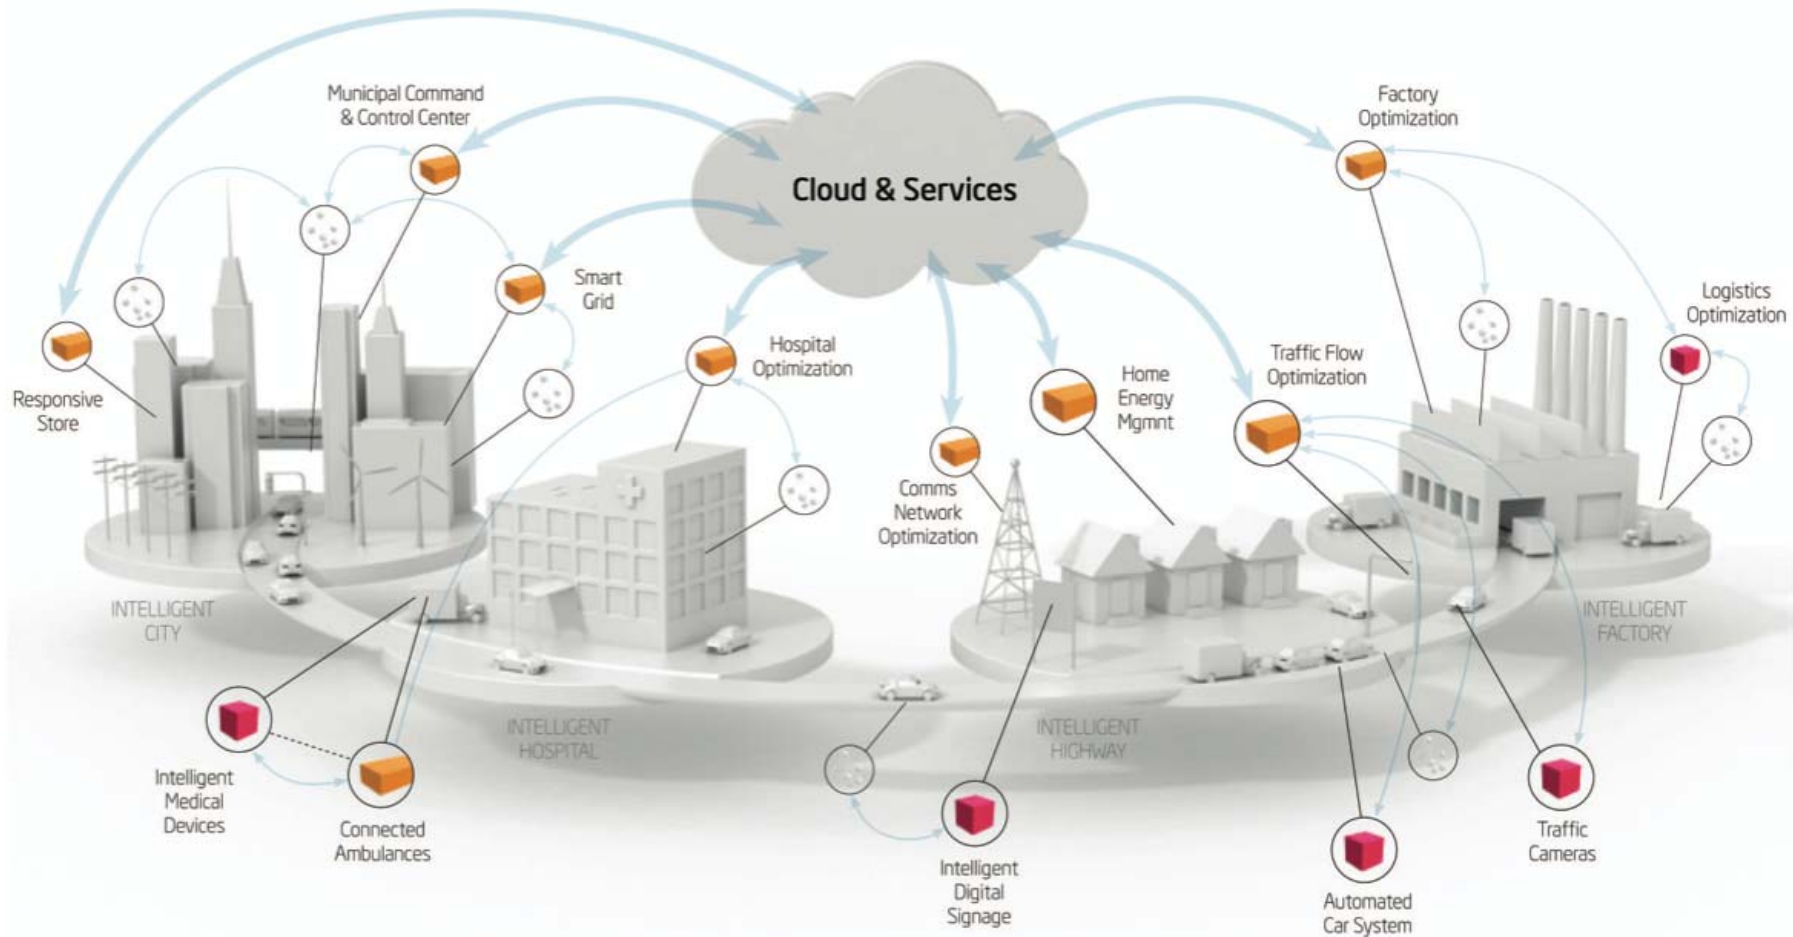 Municipal Command
& Control Center
Factory
Optimization
Cloud & Services
Smart
Grid
Logistics
Optimization
Hospital
Optimization
Traffic Flow
Optimization
Home
Energy
Mgmnt
Responsive
Store
Comms
Network
Optimization
INTELLIGENT
CITY
INTELLIGENT
FACTORY
INTELLIGENT
HOSPITAL
INTELLIGENT
HIGHWAY
Intelligent
Medical
Devices
Connected
Ambulances
Intelligent
Digital
Signage
Traffic
Cameras
Automated
Car System